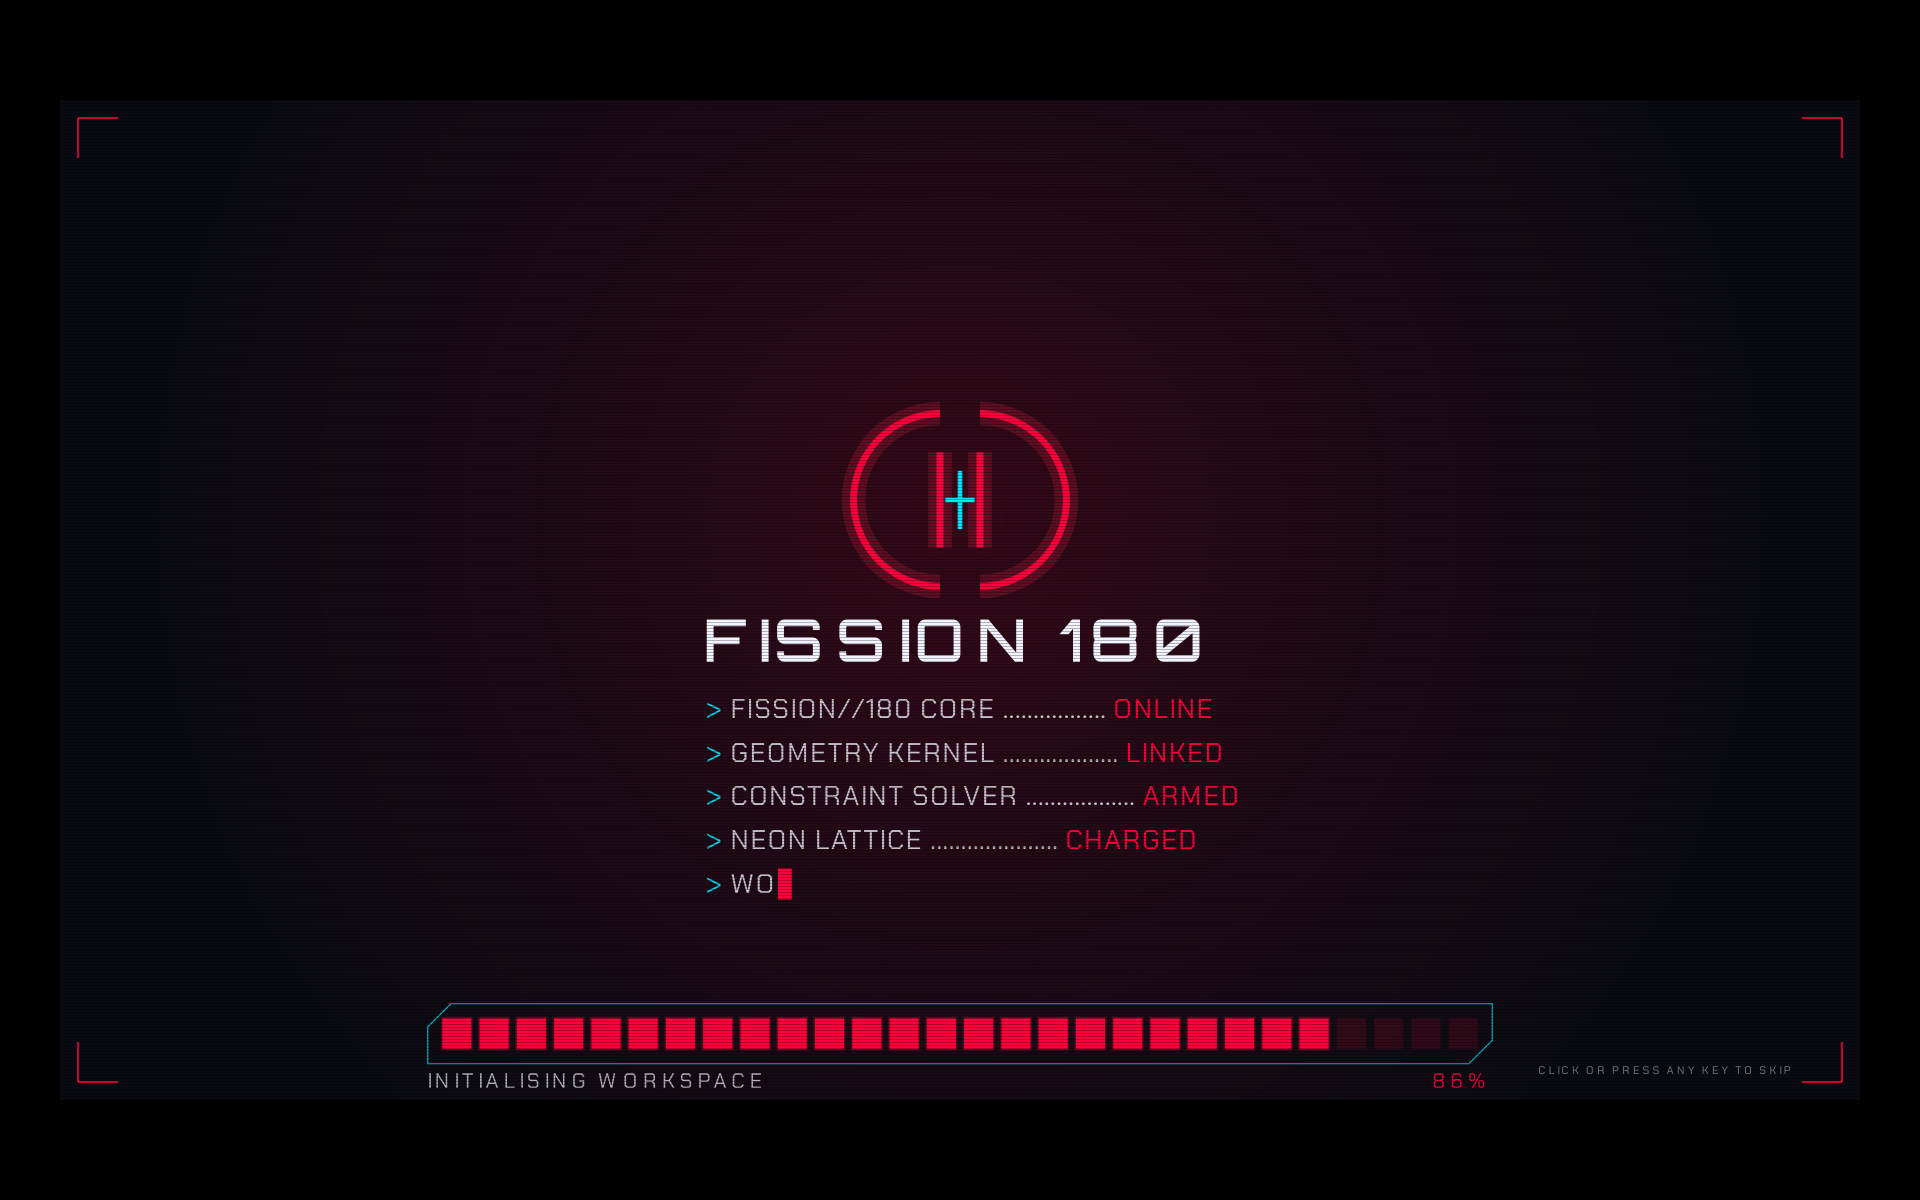 FISSION 180
> FISSION//180 CORE ................. ONLINE
> GEOMETRY KERNEL ................... LINKED
> CONSTRAINT SOLVER .................. ARMED
> NEON LATTICE ..................... CHARGED
> WO
INITIALISING WORKSPACE
86%
CLICK OR PRESS ANY KEY TO SKIP